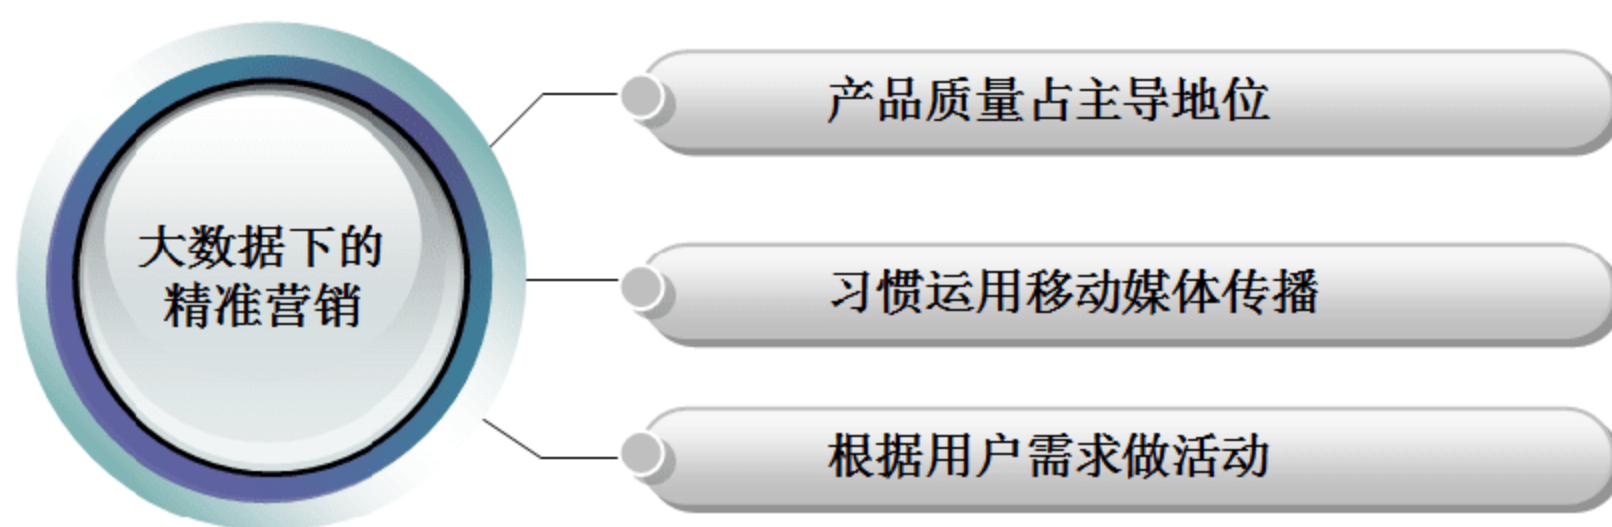 大数据下的
精准营销
产品质量占主导地位
习惯运用移动媒体传播
根据用户需求做活动